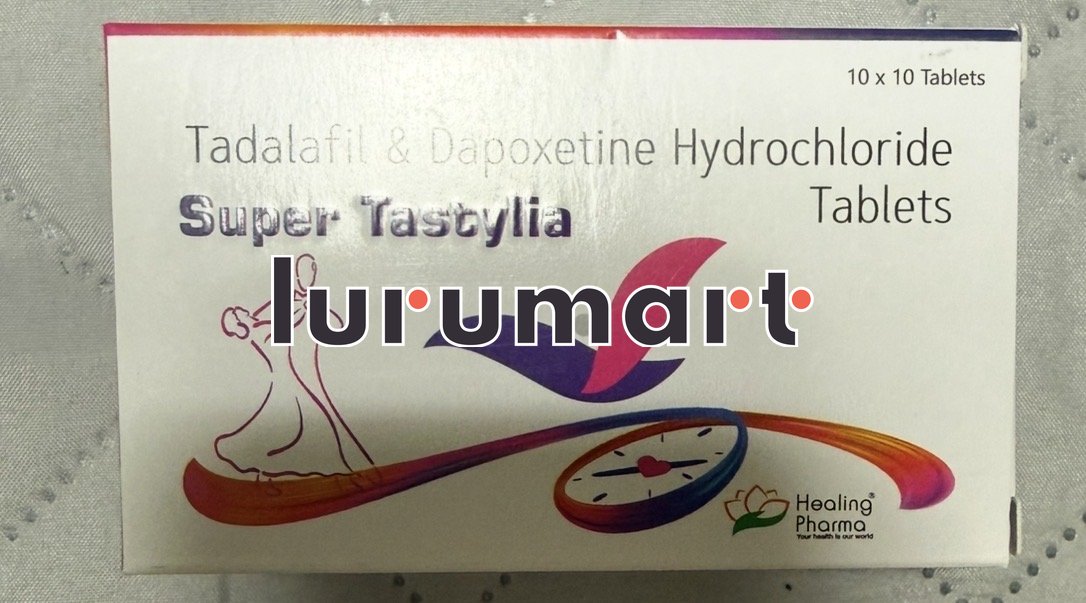 10 x 10 Tablets
Tadalafil & Dapoxetine Hydrochloride
Tablets
Super Tastylia
lurumart
Healing®
Pharma
Your health is our world